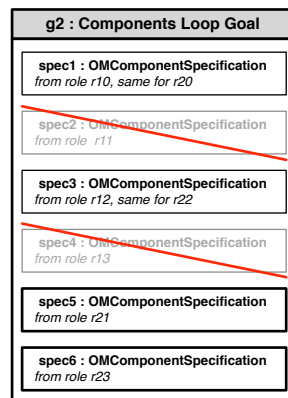 g2 : Components Loop Goal
spec1 : OMComponentSpecification
from role r10, same for r20
spec2 : OMComponentSpecification
from role r11
spec3 : OMComponentSpecification
from role r12, same for r22
spec4 : OMComponentSpecification
from role r13
spec5 : OMComponentSpecification
from role r21
spec6 : OMComponentSpecification
from role r23